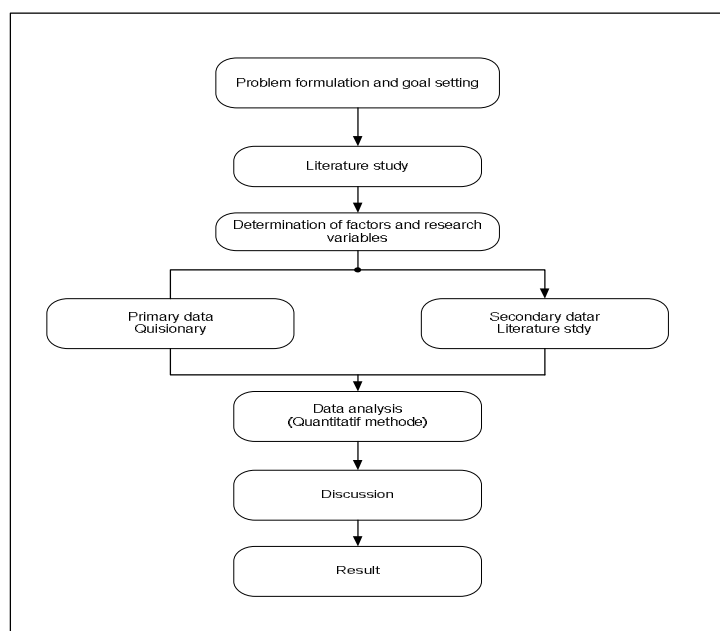 Problem formulation and goal setting
Literature study
Determination of factors and research
variables
Primary data
Quisionary
Secondary datar
Literature stdy
Data analysis
(Quantitatif methode)
Discussion
Result